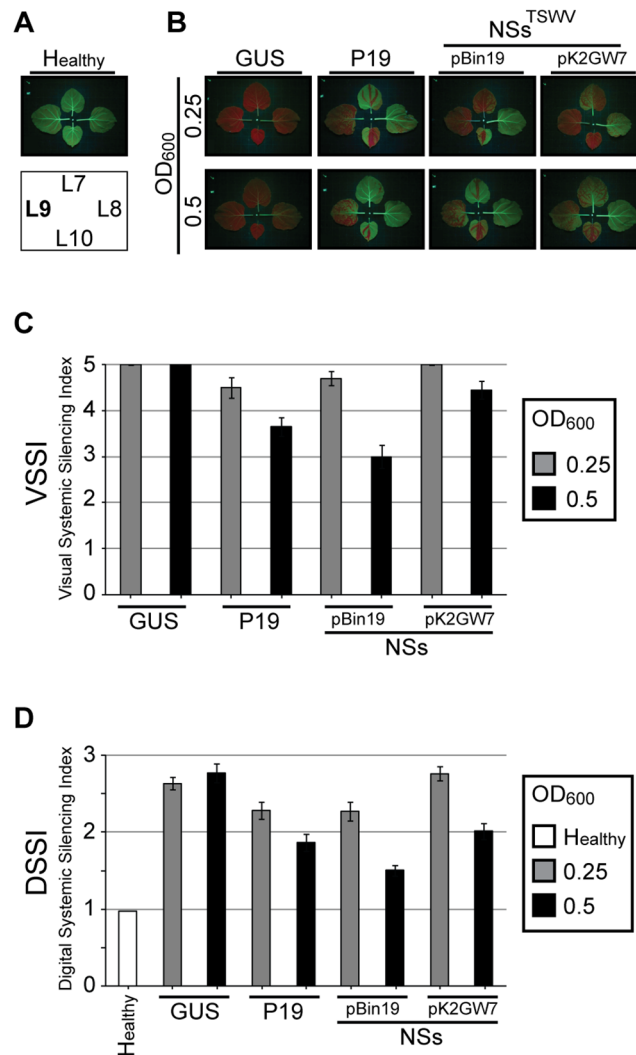 A
Healthy
L7
L9 L8
L10
B
NSsTSWV
GUS P19 pBin19 pK2GW7
OD600
0.25
0.5
C
VSSI
Visual Systemic Silencing Index
5
4
3
2
1
0
GUS P19 pBin19 pK2GW7
NSs
OD600
0.25
0.5
D
DSSI
Digital Systemic Silencing Index
3
2
1
0
Healthy GUS P19 pBin19 pK2GW7
NSs
OD600
Healthy
0.25
0.5